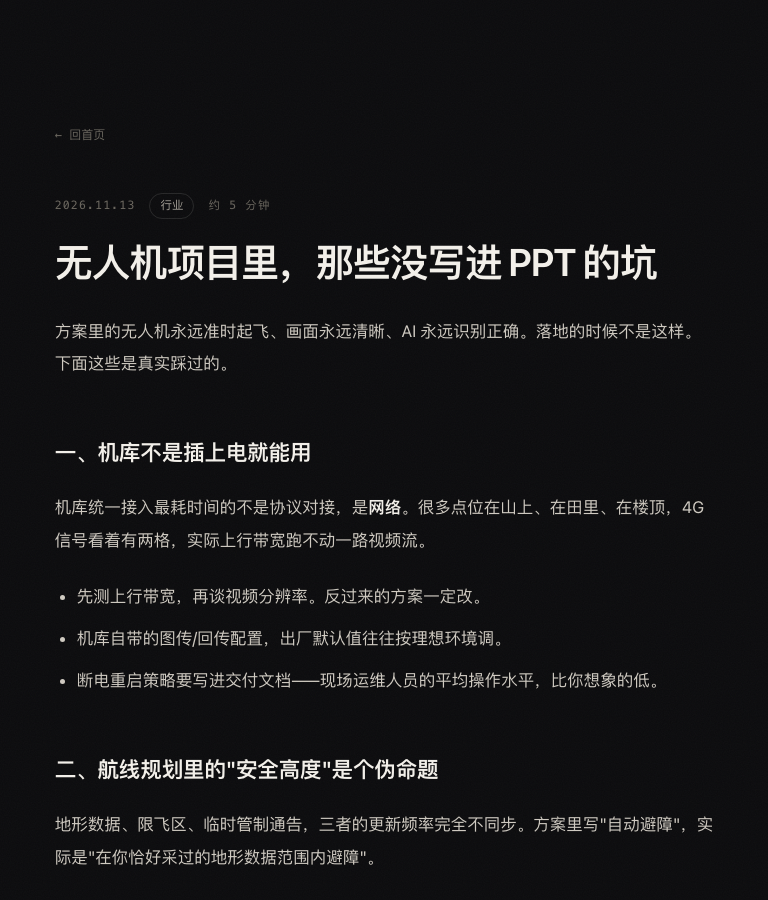 ← 回首页
2026.11.13 行业 约 5 分钟
无人机项目里，那些没写进 PPT 的坑
方案里的无人机永远准时起飞、画面永远清晰、AI 永远识别正确。落地的时候不是这样。
下面这些是真实踩过的。
一、机库不是插上电就能用
机库统一接入最耗时间的不是协议对接，是网络。很多点位在山上、在田里、在楼顶，4G
信号看着有两格，实际上行带宽跑不动一路视频流。
• 先测上行带宽，再谈视频分辨率。反过来的方案一定改。
• 机库自带的图传/回传配置，出厂默认值往往按理想环境调。
• 断电重启策略要写进交付文档——现场运维人员的平均操作水平，比你想象的低。
二、航线规划里的"安全高度"是个伪命题
地形数据、限飞区、临时管制通告，三者的更新频率完全不同步。方案里写"自动避障"，实
际是"在你恰好采过的地形数据范围内避障"。